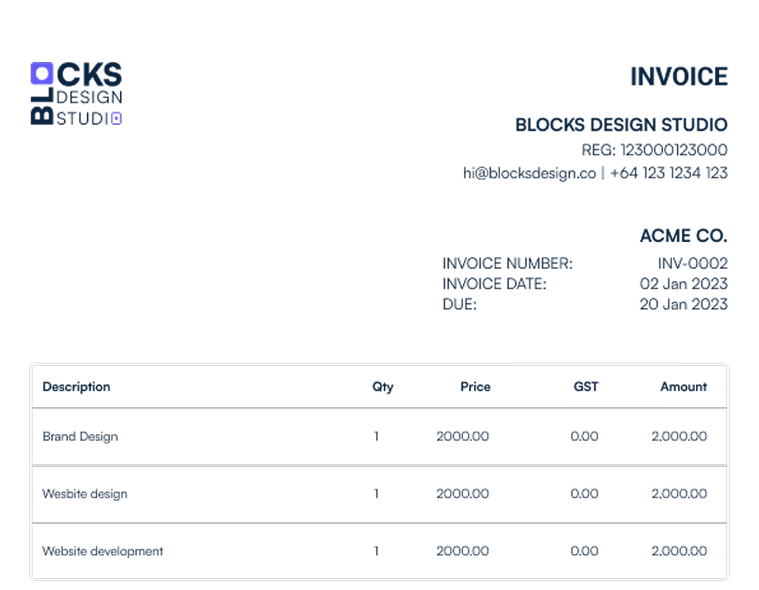 BLOCKS
DESIGN
STUDIO
INVOICE
BLOCKS DESIGN STUDIO
REG: 123000123000
hi@blocksdesign.co | +64 123 1234 123
ACME CO.
INVOICE NUMBER: INV-0002
INVOICE DATE: 02 Jan 2023
DUE: 20 Jan 2023
Description Qty Price GST Amount
Brand Design 1 2000.00 0.00 2,000.00
Wesbite design 1 2000.00 0.00 2,000.00
Website development 1 2000.00 0.00 2,000.00